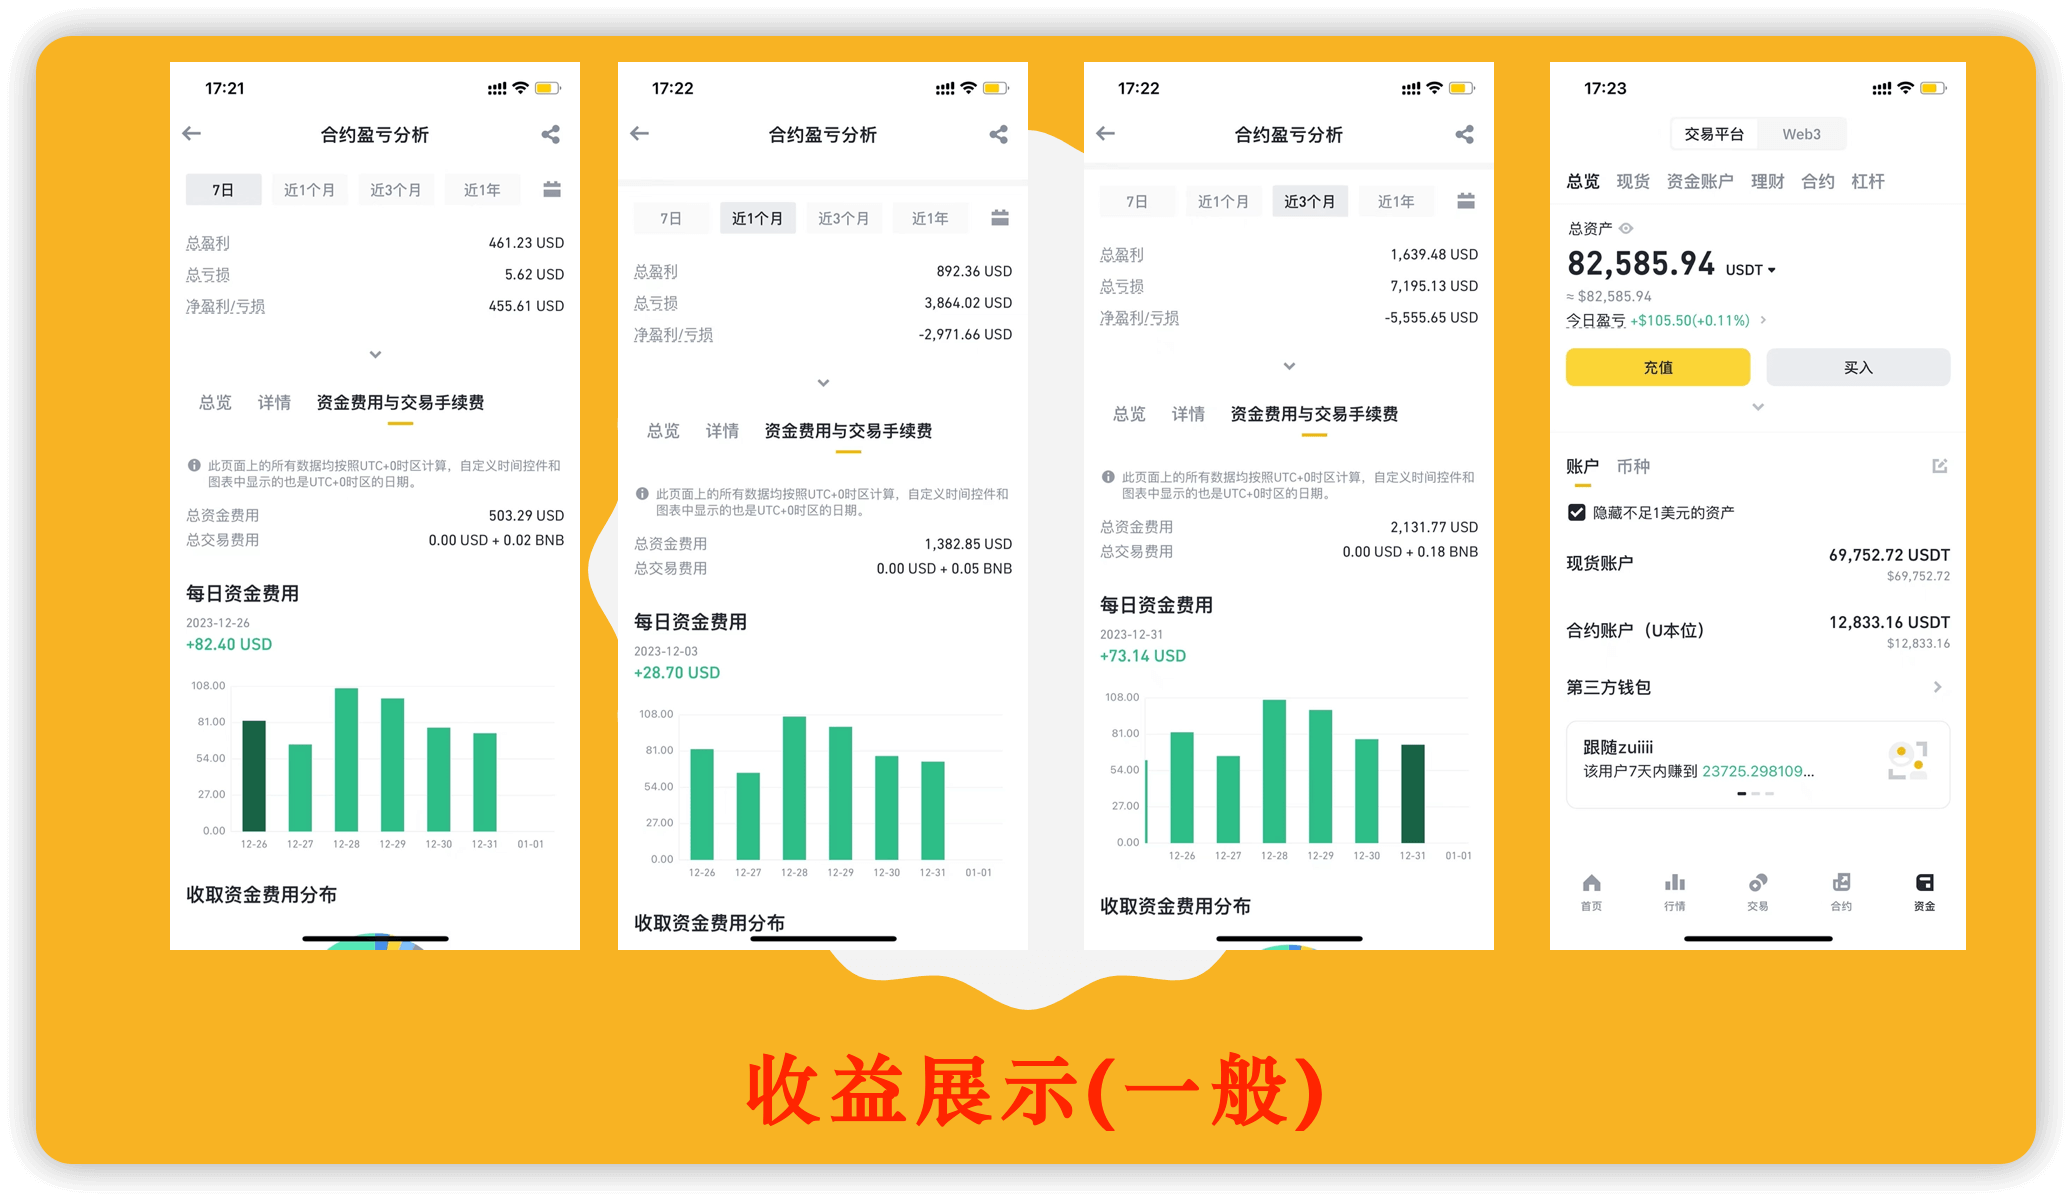 17:21
合约盈亏分析
7日 近1个月 近3个月 近1年
总盈利 461.23 USD
总亏损 5.62 USD
净盈利/亏损 455.61 USD
总览 详情 资金费用与交易手续费
此页面上的所有数据均按照UTC+0时区计算，自定义时间控件和
图表中显示的也是UTC+0时区的日期。
总资金费用 503.29 USD
总交易费用 0.00 USD + 0.02 BNB
每日资金费用
2023-12-26
+82.40 USD
108.00
81.00
54.00
27.00
0.00
12-26 12-27 12-28 12-29 12-30 12-31 01-01
收取资金费用分布
17:22
合约盈亏分析
7日 近1个月 近3个月 近1年
总盈利 892.36 USD
总亏损 3,864.02 USD
净盈利/亏损 -2,971.66 USD
总览 详情 资金费用与交易手续费
此页面上的所有数据均按照UTC+0时区计算，自定义时间控件和
图表中显示的也是UTC+0时区的日期。
总资金费用 1,382.85 USD
总交易费用 0.00 USD + 0.05 BNB
每日资金费用
2023-12-03
+28.70 USD
108.00
81.00
54.00
27.00
0.00
12-26 12-27 12-28 12-29 12-30 12-31 01-01
收取资金费用分布
17:22
合约盈亏分析
7日 近1个月 近3个月 近1年
总盈利 1,639.48 USD
总亏损 7,195.13 USD
净盈利/亏损 -5,555.65 USD
总览 详情 资金费用与交易手续费
此页面上的所有数据均按照UTC+0时区计算，自定义时间控件和
图表中显示的也是UTC+0时区的日期。
总资金费用 2,131.77 USD
总交易费用 0.00 USD + 0.18 BNB
每日资金费用
2023-12-31
+73.14 USD
108.00
81.00
54.00
27.00
0.00
12-26 12-27 12-28 12-29 12-30 12-31 01-01
收取资金费用分布
17:23
交易平台 Web3
总览 现货 资金账户 理财 合约 杠杆
总资产
82,585.94 USDT
≈ $82,585.94
今日盈亏 +$105.50(+0.11%)
充值 买入
账户 币种
隐藏不足1美元的资产
现货账户 69,752.72 USDT
$69,752.72
合约账户（U本位） 12,833.16 USDT
$12,833.16
第三方钱包
跟随zuiiii
该用户7天内赚到 23725.298109...
首页 行情 交易 合约 资金
收益展示(一般)